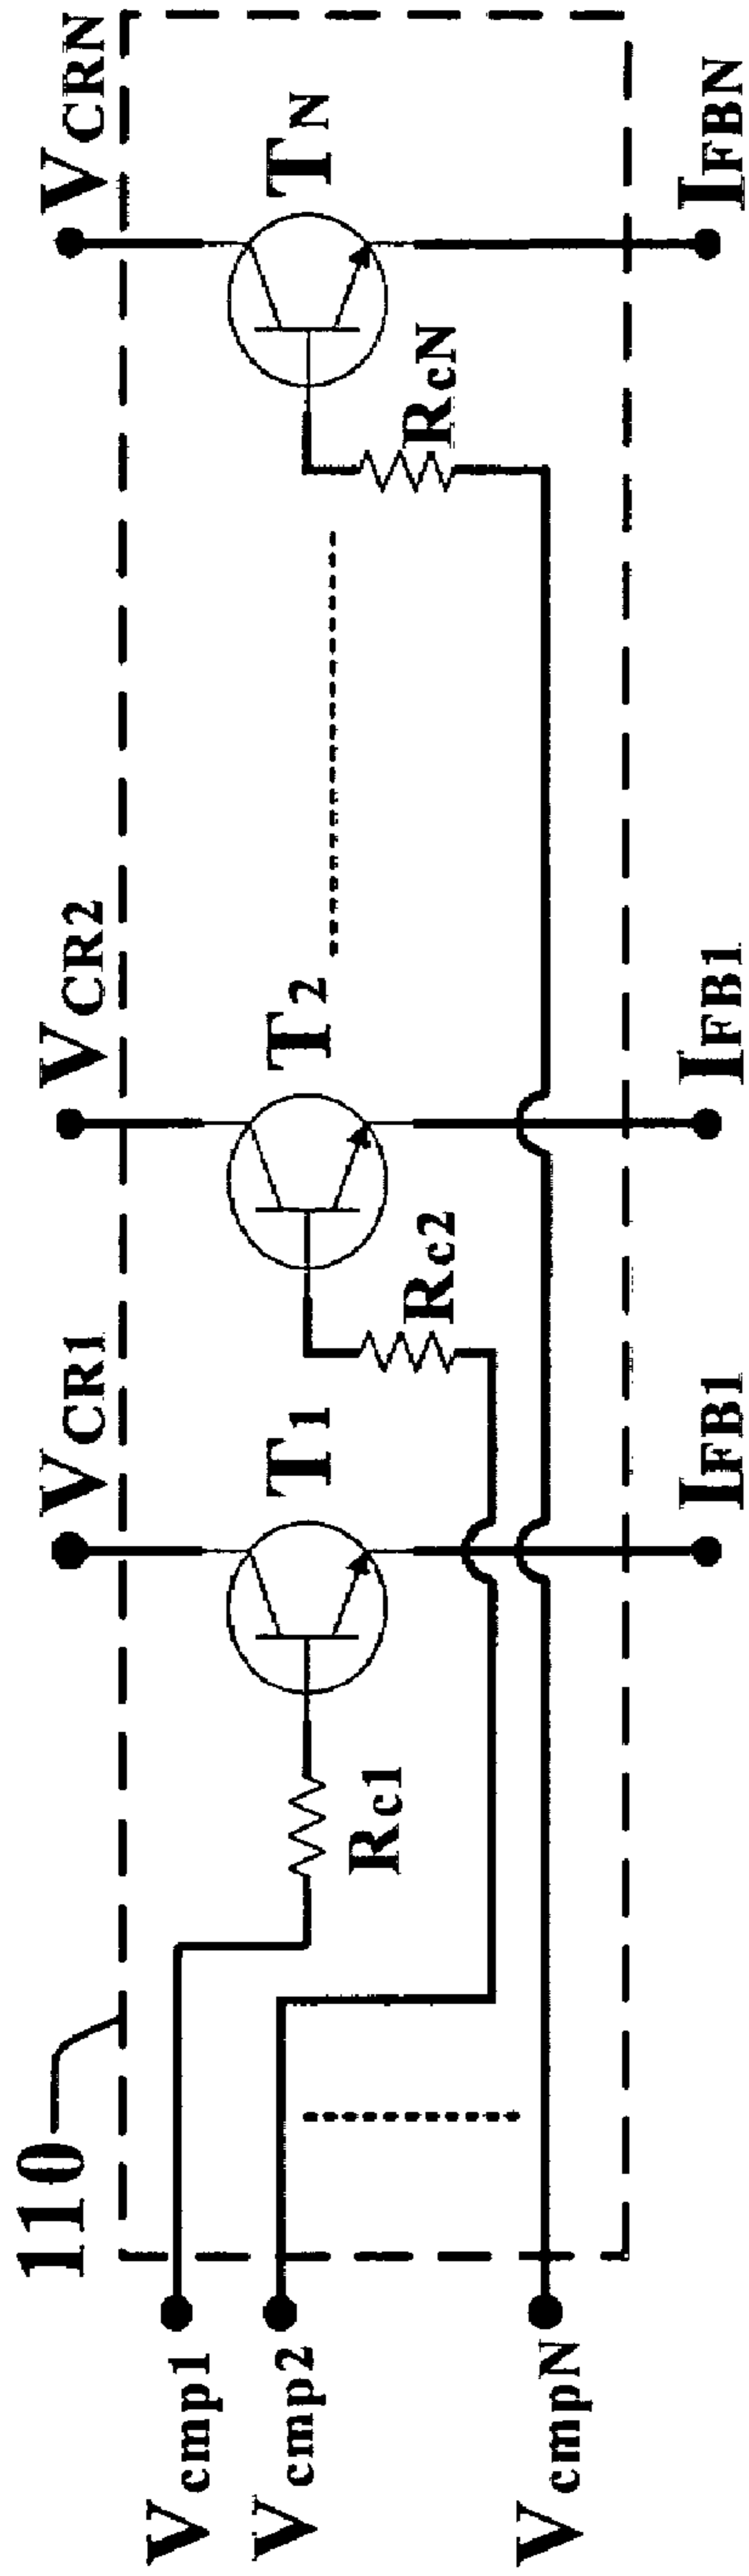 110
VCR1
VCR2
VCRN
T1
T2
TN
Rc1
Rc2
RcN
Vcmp1
Vcmp2
VcmpN
IFB1
IFB1
IFBN